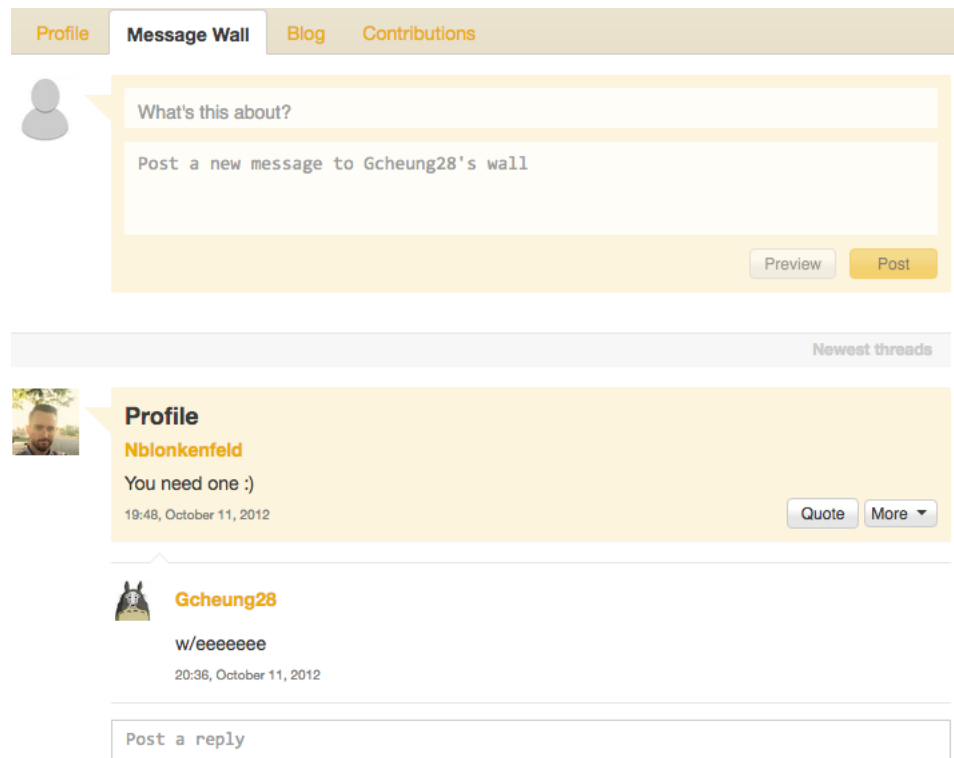 Profile Message Wall Blog Contributions
What's this about?
Post a new message to Gcheung28's wall
Preview Post
Newest threads
Profile
Nblonkenfeld
You need one :)
19:48, October 11, 2012
Quote More
Gcheung28
w/eeeeeee
20:36, October 11, 2012
Post a reply